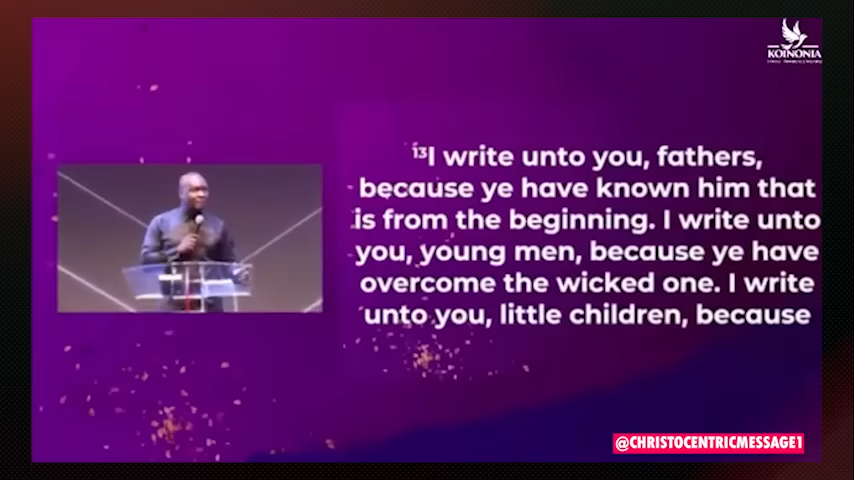 KOINONIA
¹³I write unto you, fathers,
because ye have known him that
is from the beginning. I write unto
you, young men, because ye have
overcome the wicked one. I write
unto you, little children, because
@CHRISTOCENTRICMESSAGE1